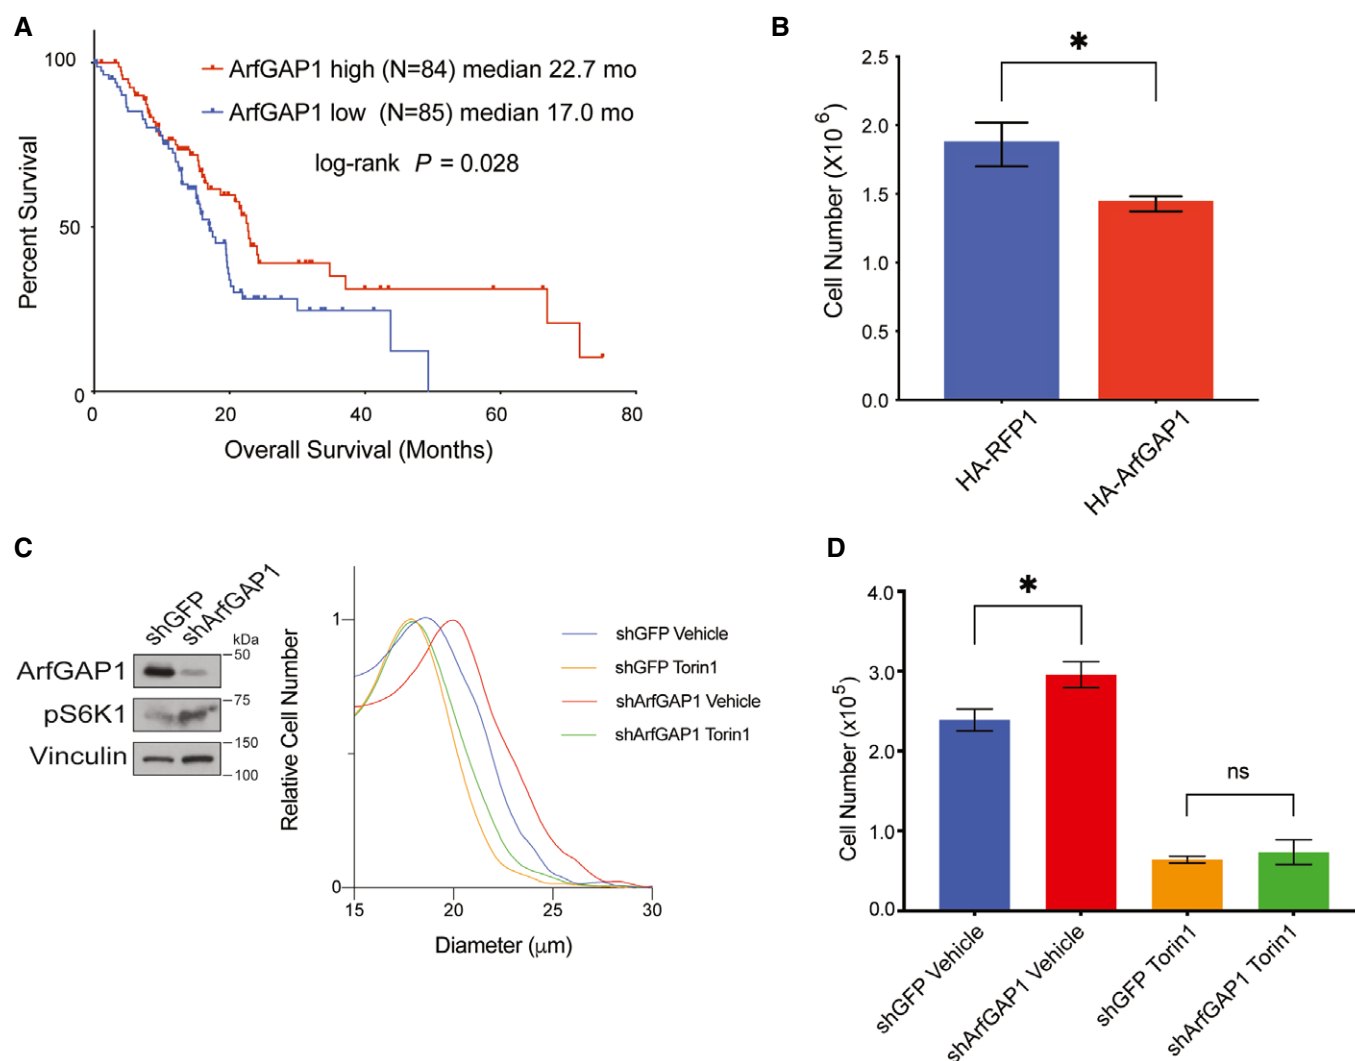 A
100
50
0
Percent Survival
ArfGAP1 high (N=84) median 22.7 mo
ArfGAP1 low (N=85) median 17.0 mo
log-rank P = 0.028
0 20 40 60 80
Overall Survival (Months)
B
*
2.5
2.0
1.5
1.0
0.5
0.0
Cell Number (X10 6)
HA-RFP1
HA-ArfGAP1
C
shGFP
shArfGAP1
kDa
ArfGAP1
50
pS6K1
75
Vinculin
150
100
1
0
Relative Cell Number
shGFP Vehicle
shGFP Torin1
shArfGAP1 Vehicle
shArfGAP1 Torin1
15 20 25 30
Diameter (μm)
D
*
ns
4.0
3.0
2.0
1.0
0.0
Cell Number (x10⁵)
shGFP Vehicle
shArfGAP1 Vehicle
shGFP Torin1
shArfGAP1 Torin1